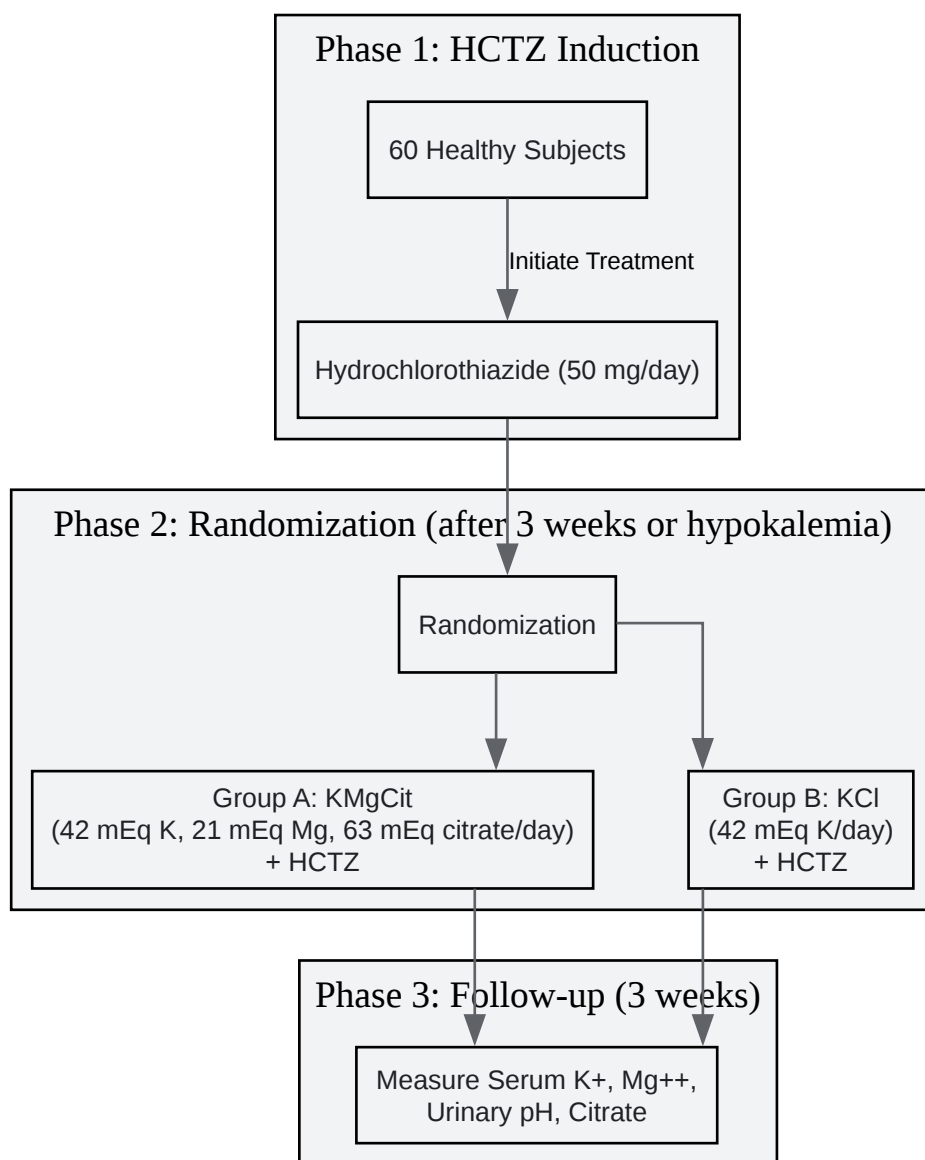 Phase 1: HCTZ Induction
60 Healthy Subjects
Initiate Treatment
Hydrochlorothiazide (50 mg/day)
Phase 2: Randomization (after 3 weeks or hypokalemia)
Randomization
Group A: KMgCit
(42 mEq K, 21 mEq Mg, 63 mEq citrate/day)
+ HCTZ
Group B: KCl
(42 mEq K/day)
+ HCTZ
Phase 3: Follow-up (3 weeks)
Measure Serum K+, Mg++,
Urinary pH, Citrate